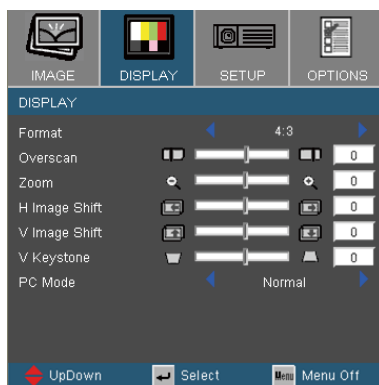 IMAGE DISPLAY SETUP OPTIONS
DISPLAY
Format 4:3
Overscan 0
Zoom 0
H Image Shift 0
V Image Shift 0
V Keystone 0
PC Mode Normal
UpDown Select Menu Menu Off